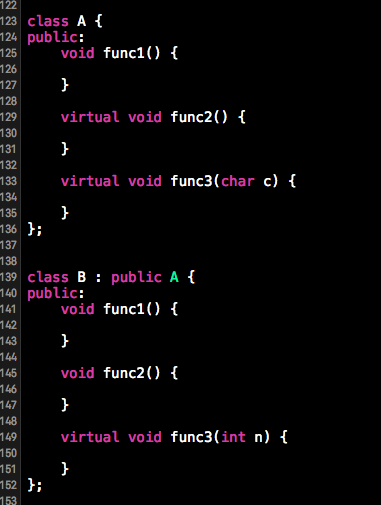 122
123 class A {
124 public:
125     void func1() {
126
127     }
128
129     virtual void func2() {
130
131     }
132
133     virtual void func3(char c) {
134
135     }
136 };
137
138
139 class B : public A {
140 public:
141     void func1() {
142
143     }
144
145     void func2() {
146
147     }
148
149     virtual void func3(int n) {
150
151     }
152 };
153